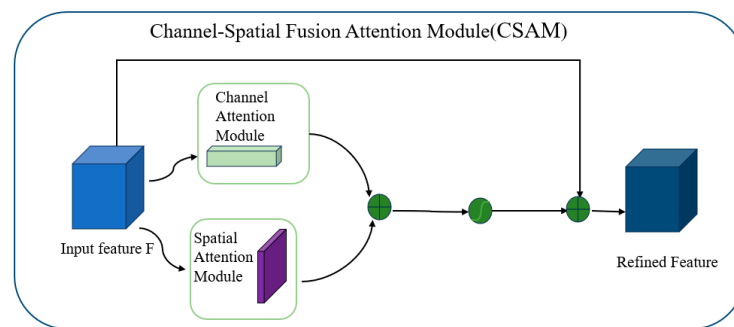 Channel-Spatial Fusion Attention Module(CSAM)
Channel
Attention
Module
Input feature F
Spatial
Attention
Module
Refined Feature